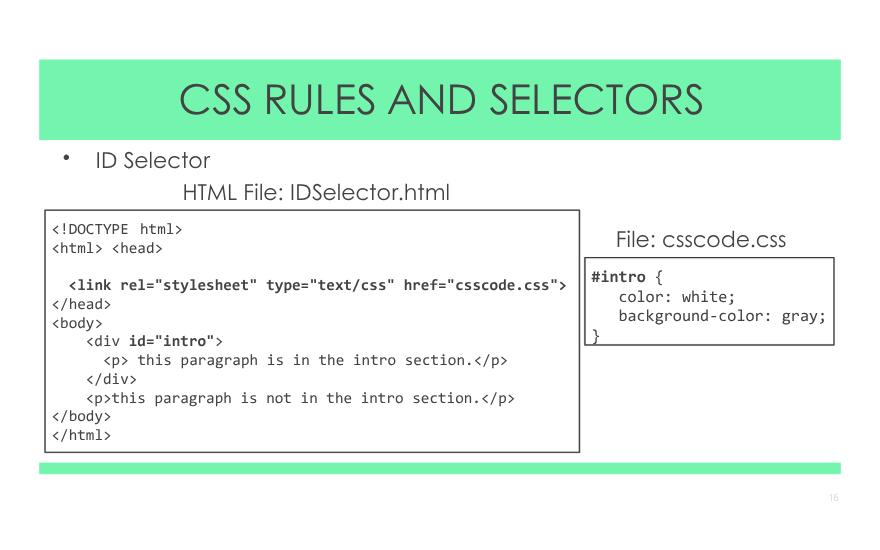 CSS RULES AND SELECTORS
• ID Selector
HTML File: IDSelector.html
<!DOCTYPE html>
<html> <head>
<link rel="stylesheet" type="text/css" href="csscode.css">
</head>
<body>
<div id="intro">
<p> this paragraph is in the intro section.</p>
</div>
<p>this paragraph is not in the intro section.</p>
</body>
</html>
File: csscode.css
#intro {
color: white;
background-color: gray;
}
16